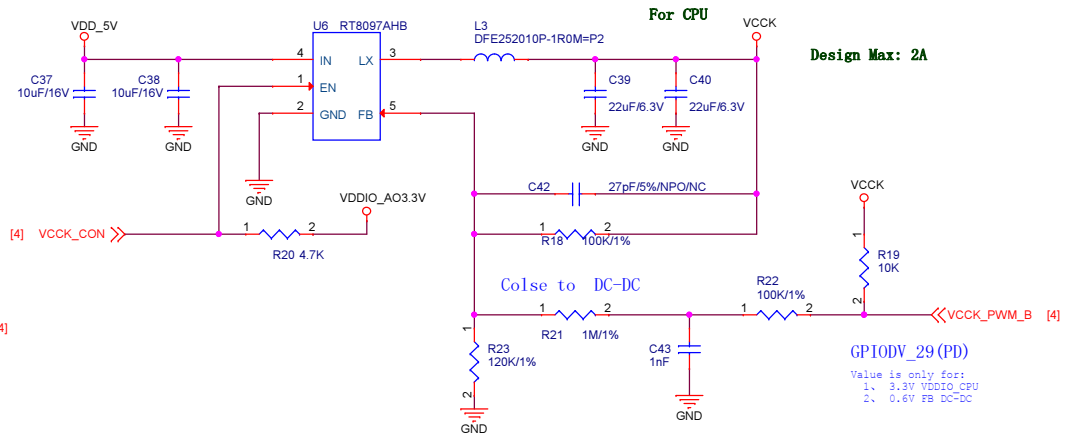 For CPU
VDD_5V
U6 RT8097AHB
L3
DFE252010P-1R0M=P2
VCCK
Design Max: 2A
4 IN LX 3
1 EN
2 GND FB 5
C37
10uF/16V
C38
10uF/16V
C39
22uF/6.3V
C40
22uF/6.3V
GND
GND
GND
GND
GND
C42 27pF/5%/NPO/NC
VDDIO_AO3.3V
VCCK
[4] VCCK_CON
1 2
R20 4.7K
1 2
R18 100K/1%
1
R19
10K
2
Colse to DC-DC
R22
100K/1%
1 2
1 2
R21 1M/1%
VCCK_PWM_B [4]
4]
1
R23
120K/1%
2
C43
1nF
GND
GND
GPIODV_29(PD)
Value is only for:
1、 3.3V VDDIO_CPU
2、 0.6V FB DC-DC